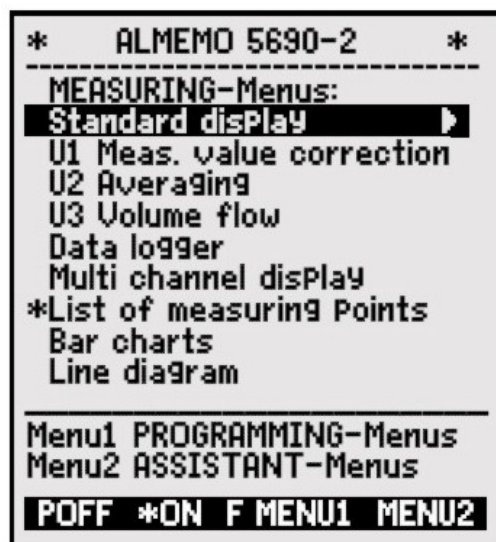 * ALMEMO 5690-2 *
MEASURING-Menus:
Standard display ▶
U1 Meas. value correction
U2 Averaging
U3 Volume flow
Data logger
Multi channel display
*List of measuring Points
Bar charts
Line diagram
Menu1 PROGRAMMING-Menus
Menu2 ASSISTANT-Menus
POFF *ON F MENU1 MENU2